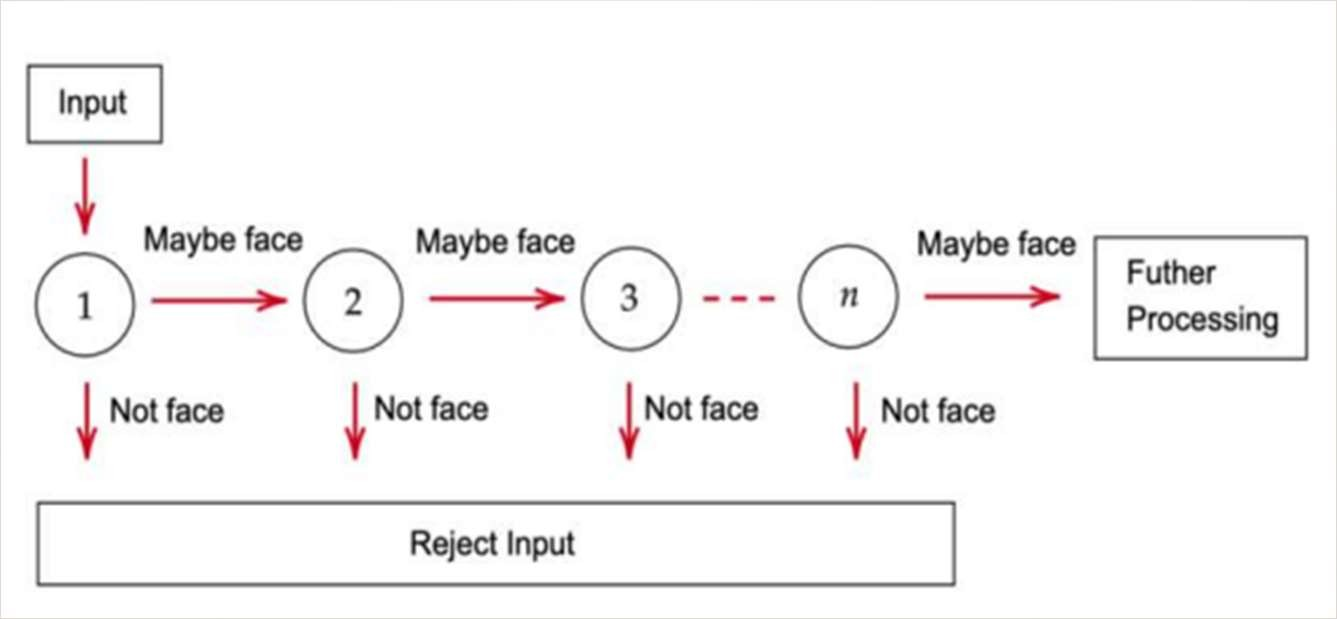 Input
Maybe face
Maybe face
Maybe face
1
2
3
n
Futher
Processing
Not face
Not face
Not face
Not face
Reject Input